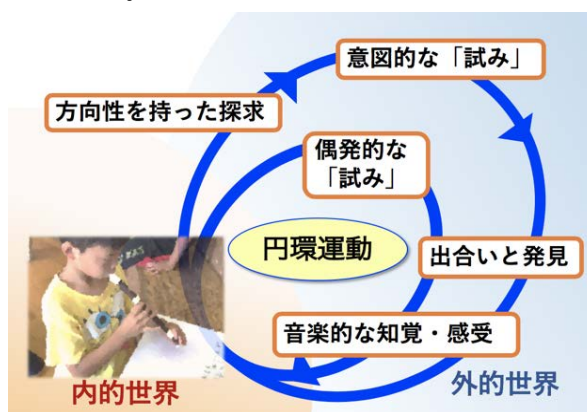 意図的な「試み」
方向性を持った探求
偶発的な
「試み」
円環運動
出合いと発見
音楽的な知覚・感受
内的世界
外的世界